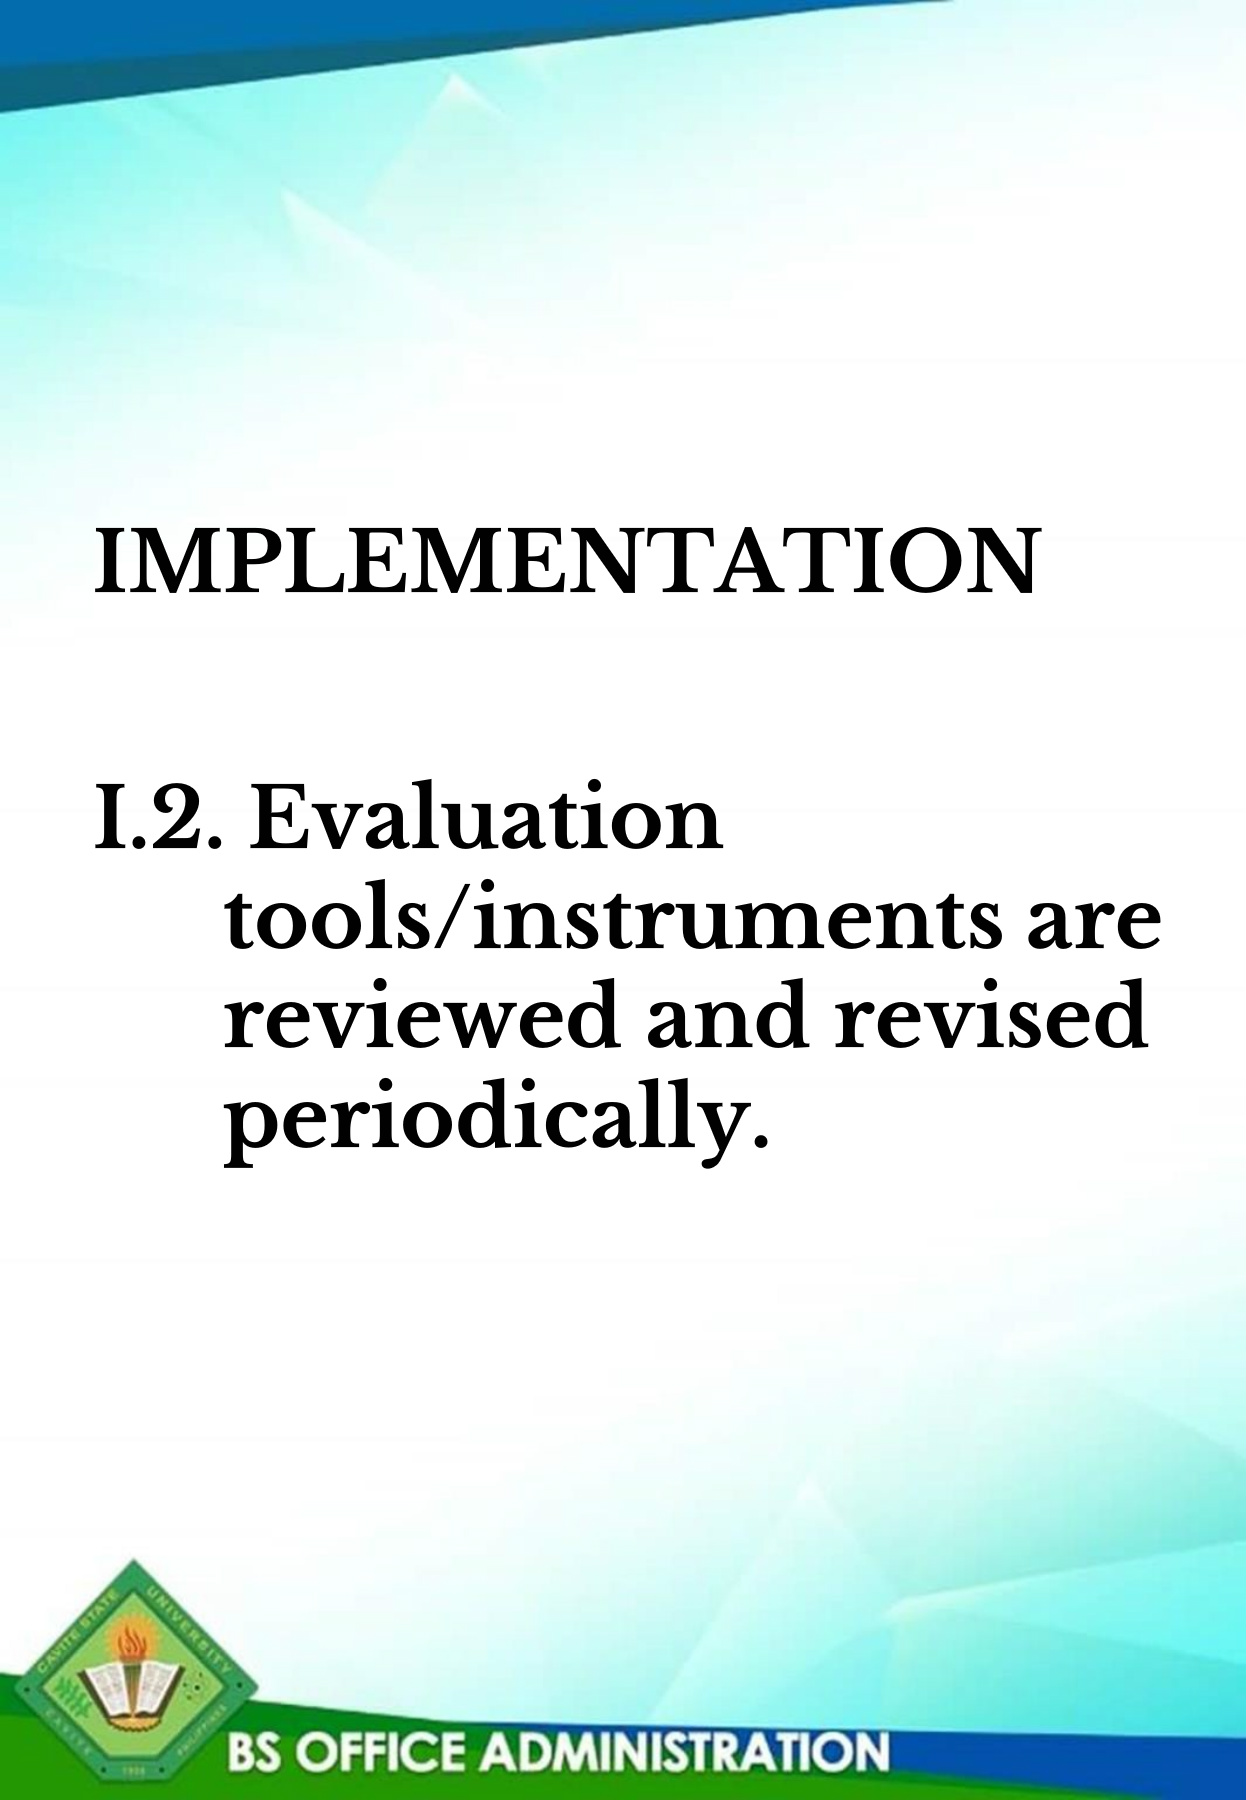 IMPLEMENTATION
I.2. Evaluation
tools/instruments are
reviewed and revised
periodically.
CAVITE STATE UNIVERSITY
CAVITE PHILIPPINES
1906
BS OFFICE ADMINISTRATION